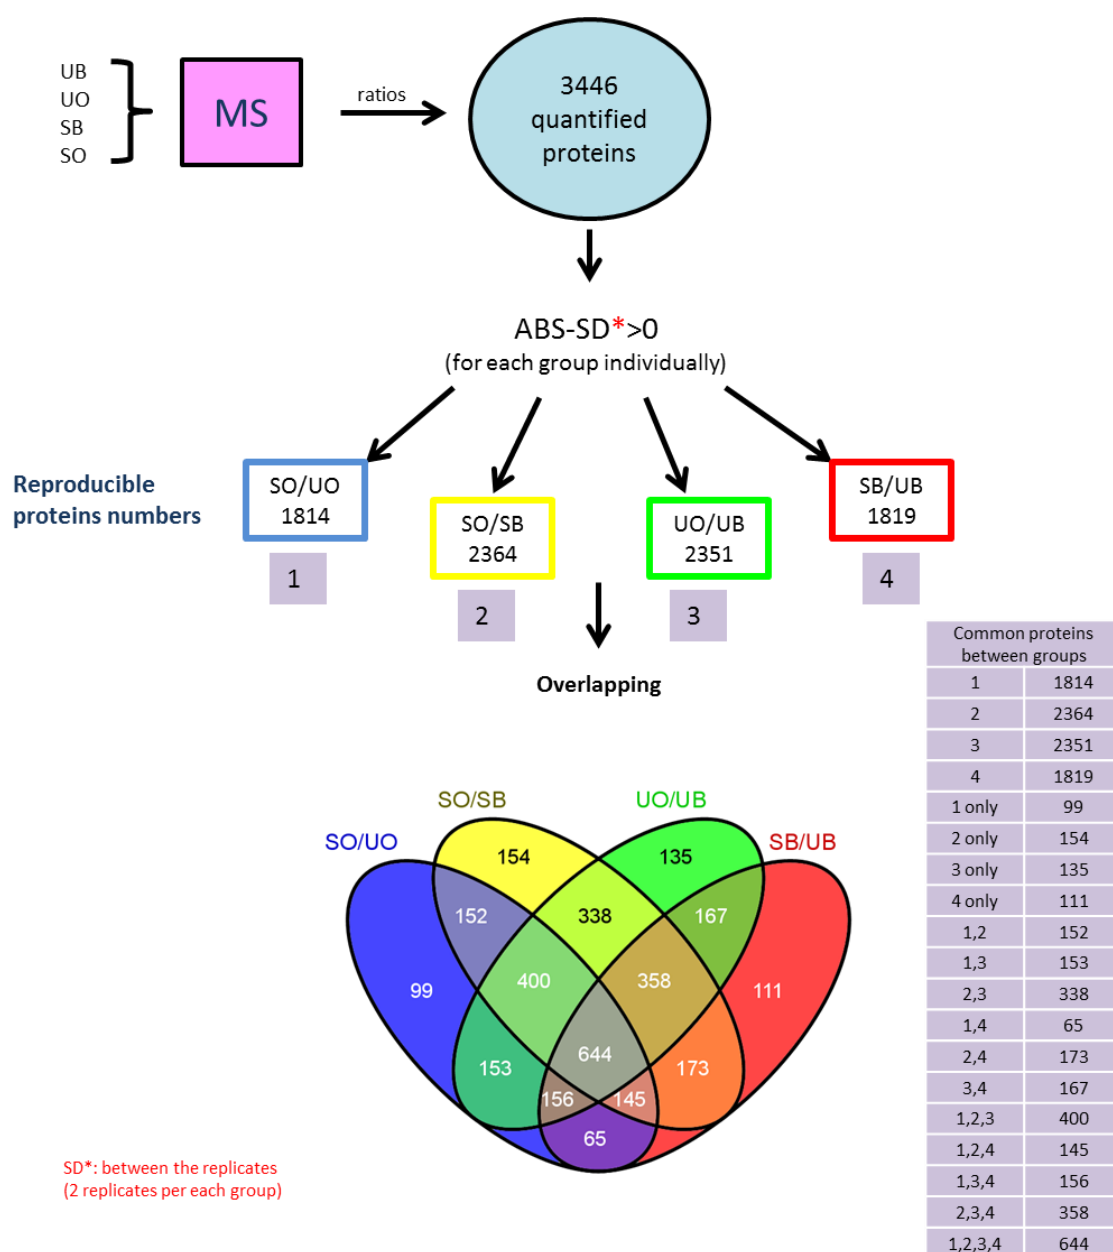 UB
UO
SB
SO
MS
ratios
3446
quantified
proteins
ABS-SD*>0
(for each group individually)
Reproducible
proteins numbers
SO/UO
1814
SO/SB
2364
UO/UB
2351
SB/UB
1819
1
2
3
4
Overlapping
Common proteins
between groups
1 1814
2 2364
3 2351
4 1819
1 only 99
2 only 154
3 only 135
4 only 111
1,2 152
1,3 153
2,3 338
1,4 65
2,4 173
3,4 167
1,2,3 400
1,2,4 145
1,3,4 156
2,3,4 358
1,2,3,4 644
SO/SB
UO/UB
SO/UO
SB/UB
154
135
152
338
167
99
400
358
111
644
153
173
156
145
65
SD*: between the replicates
(2 replicates per each group)